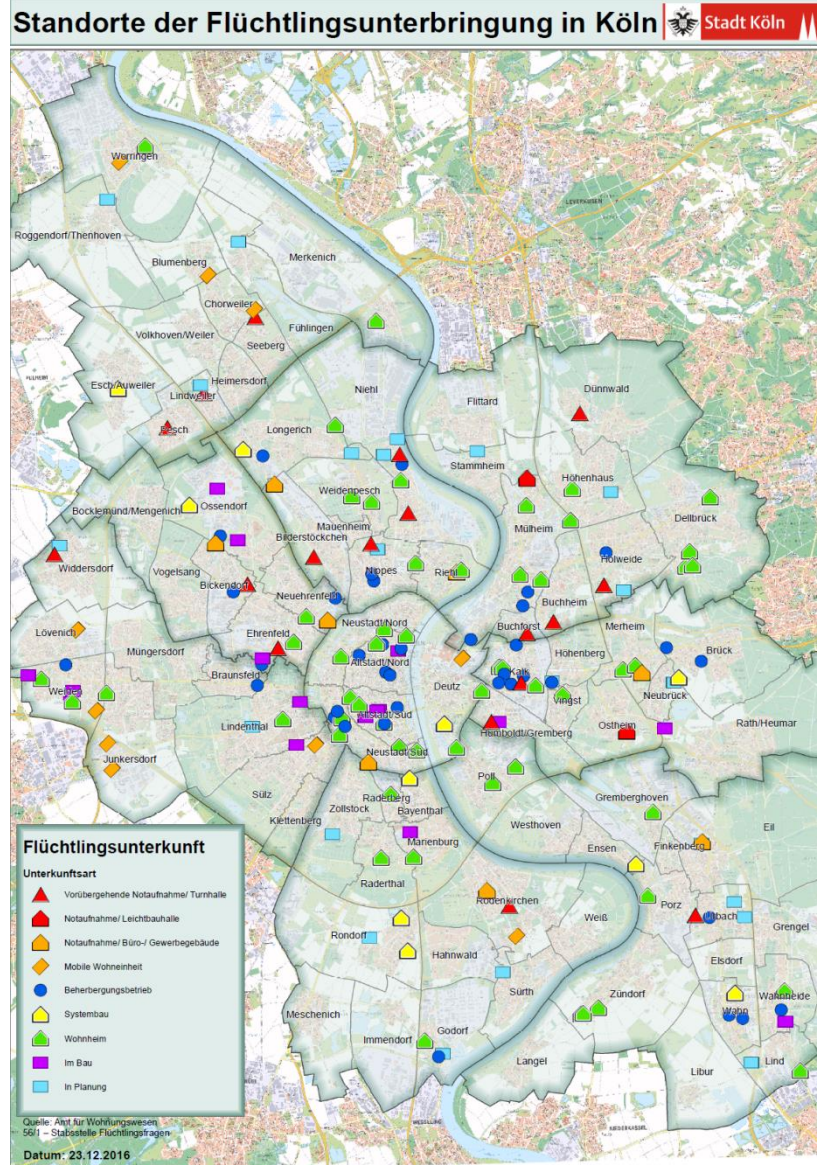 Standorte der Flüchtlingsunterbringung in Köln
Stadt Köln
LEVERKUSEN
Worringen
Roggendorf/Thenhoven
Blumenberg
Merkenich
Chorweiler
Fühlingen
Volkhoven/Weiler
Seeberg
Heimersdorf
Esch/Auweiler
Lindweiler
Pesch
Niehl
Longerich
Flittard
Dünnwald
Stammheim
Höhenhaus
Weidenpesch
Bocklemünd/Mengenich
Ossendorf
Dellbrück
Mauenheim
Mülheim
Bilderstöckchen
Holweide
Widdersdorf
Vogelsang
Nippes
Riehl
Bickendorf
Neuehrenfeld
Buchheim
Buchforst
Merheim
Lövenich
Müngersdorf
Ehrenfeld
Neustadt/Nord
Altstadt/Nord
Höhenberg
Brück
Braunsfeld
Weiden
Deutz
Kalk
Vingst
Neubrück
Lindenthal
Altstadt/Süd
Humboldt/Gremberg
Ostheim
Rath/Heumar
Junkersdorf
Neustadt/Süd
Sülz
Poll
Klettenberg
Zollstock
Raderberg
Bayenthal
Gremberghoven
Westhoven
Eil
Marienburg
Ensen
Finkenberg
Raderthal
Rodenkirchen
Weiß
Porz
Urbach
Grengel
Rondorf
Hahnwald
Elsdorf
Sürth
Zündorf
Wahn
Wahnheide
Meschenich
Immendorf
Godorf
Langel
Libur
Lind
WESSELING
NIEDERKASSEL
Flüchtlingsunterkunft
Unterkunftsart
Vorübergehende Notaufnahme/ Turnhalle
Notaufnahme/ Leichtbauhalle
Notaufnahme/ Büro-/ Gewerbegebäude
Mobile Wohneinheit
Beherbergungsbetrieb
Systembau
Wohnheim
Im Bau
In Planung
Quelle: Amt für Wohnungswesen
56/1 – Stabsstelle Flüchtlingsfragen
Datum: 23.12.2016